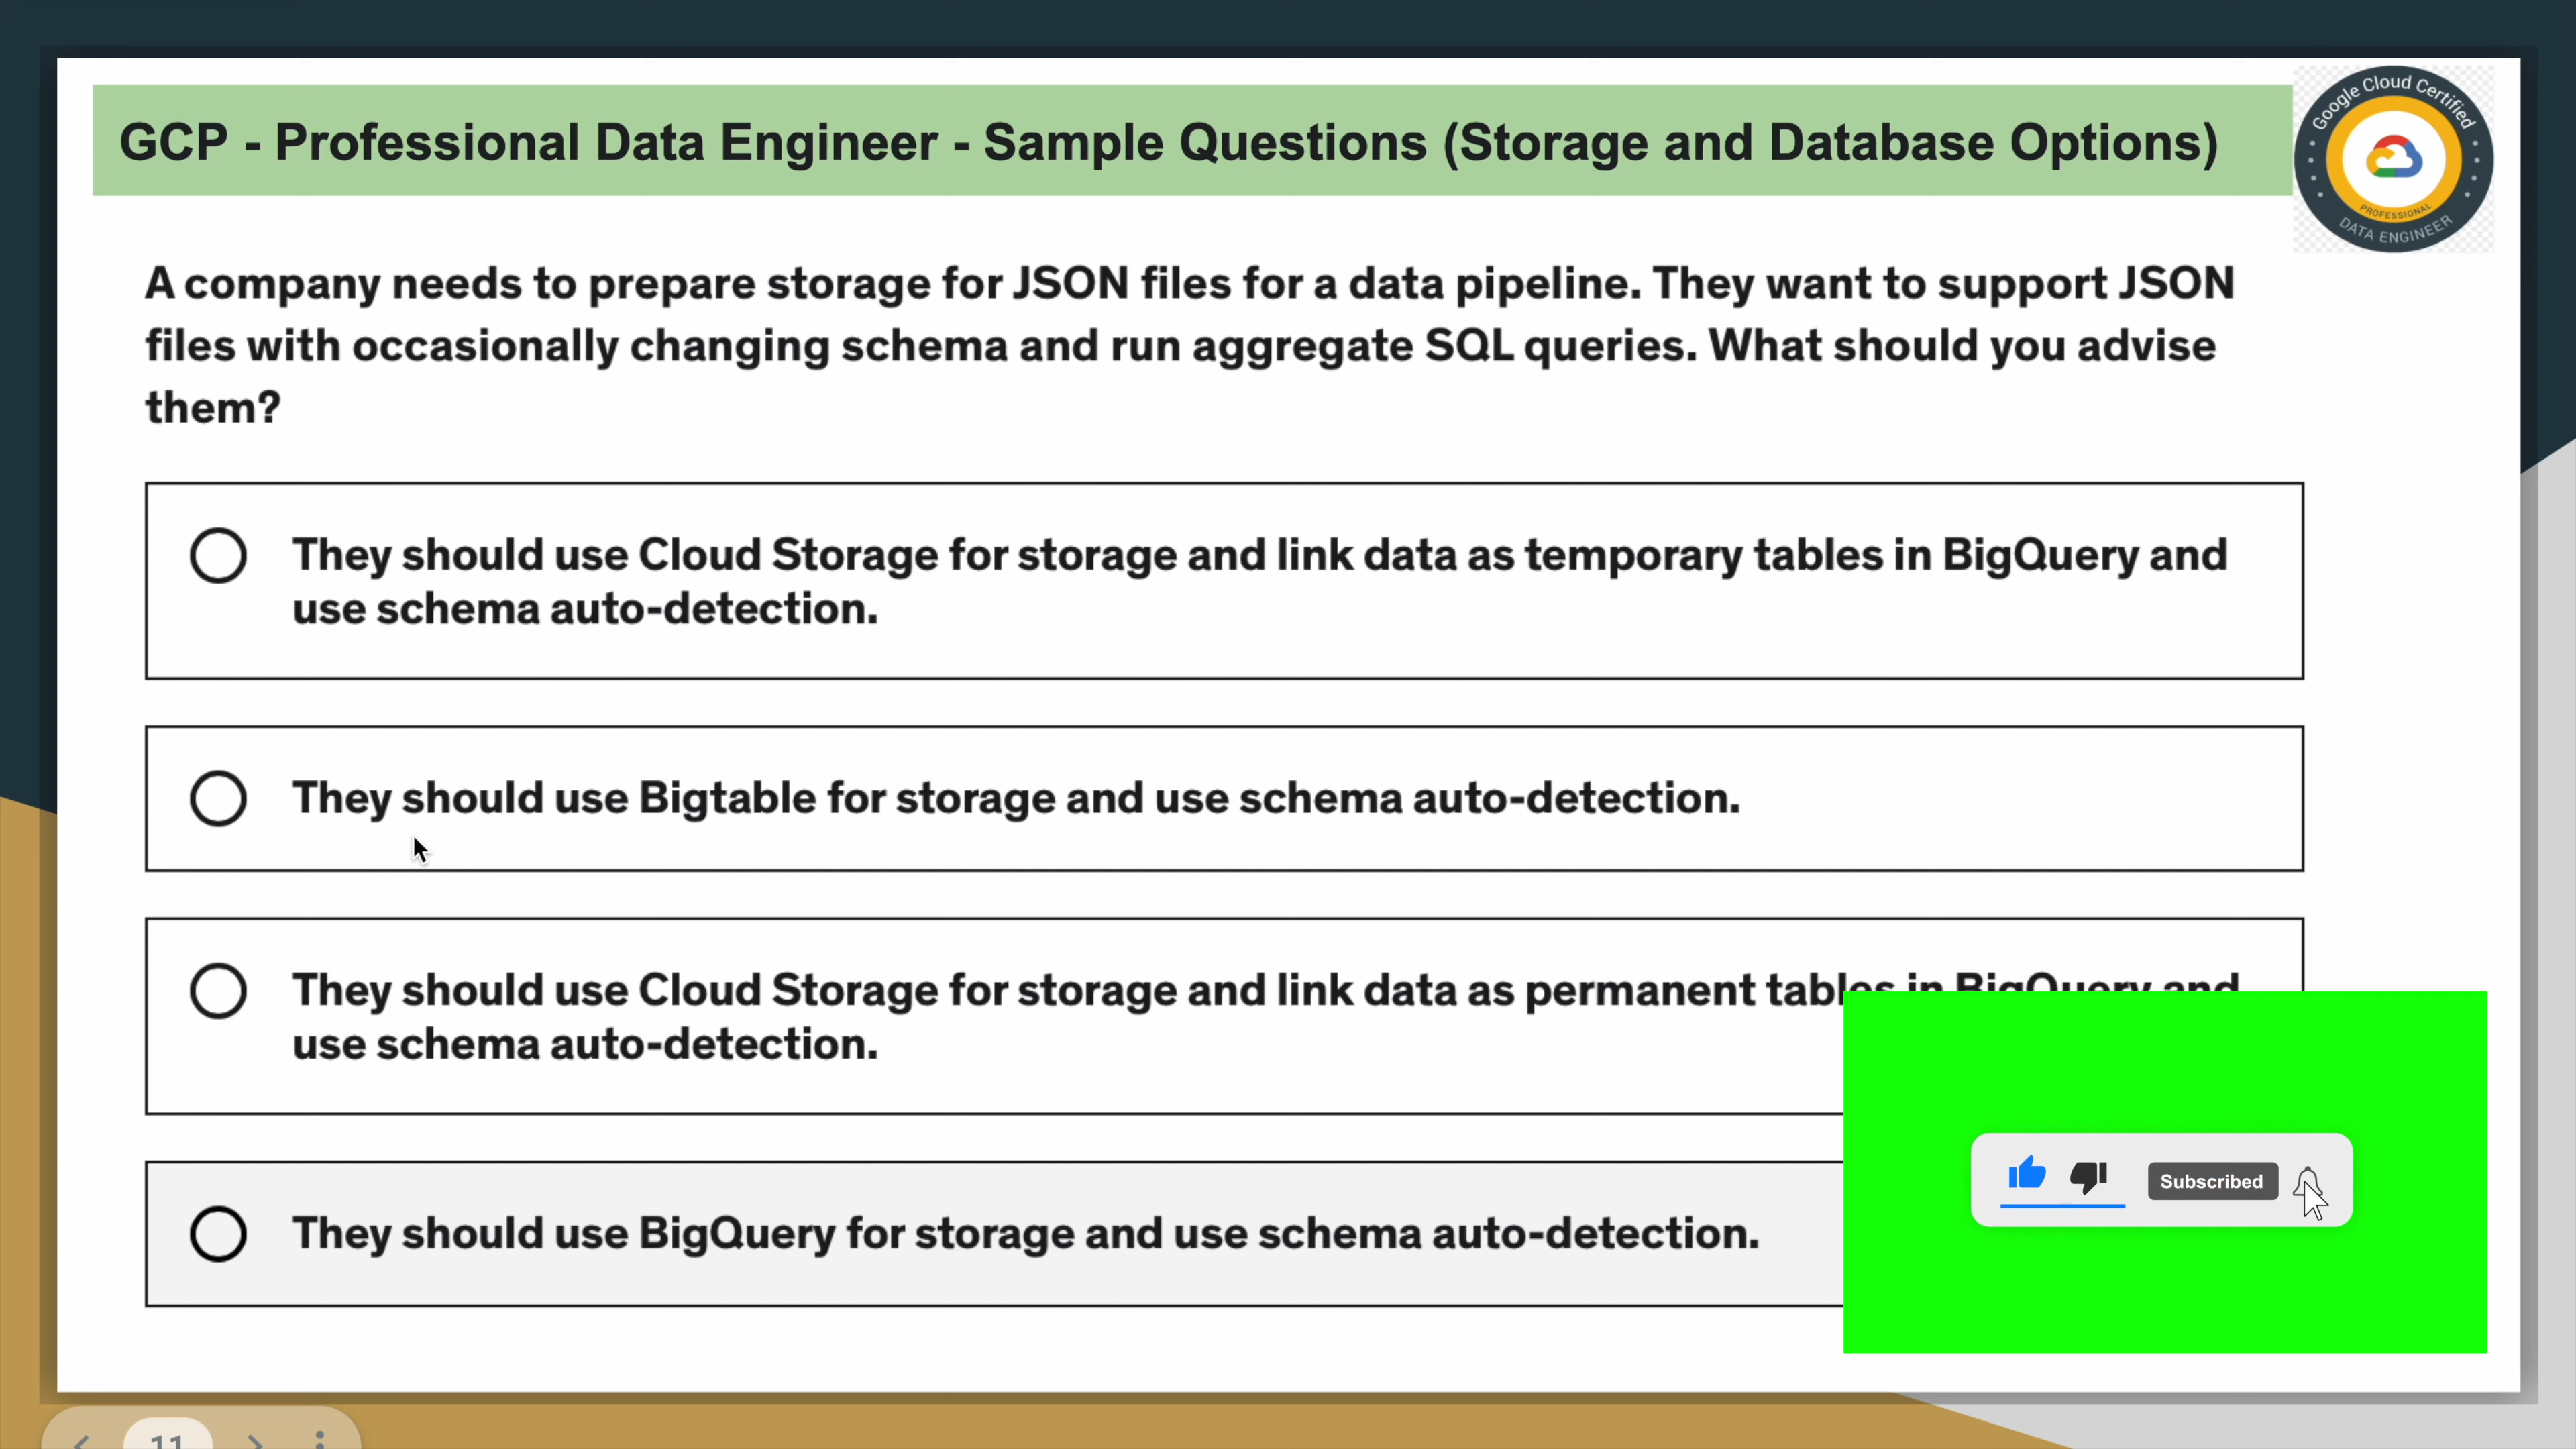 GCP - Professional Data Engineer - Sample Questions (Storage and Database Options)
Google Cloud Certified
PROFESSIONAL
DATA ENGINEER
A company needs to prepare storage for JSON files for a data pipeline. They want to support JSON
files with occasionally changing schema and run aggregate SQL queries. What should you advise
them?
They should use Cloud Storage for storage and link data as temporary tables in BigQuery and
use schema auto-detection.
They should use Bigtable for storage and use schema auto-detection.
They should use Cloud Storage for storage and link data as permanent tables in BigQuery and
use schema auto-detection.
They should use BigQuery for storage and use schema auto-detection.
Subscribed
11